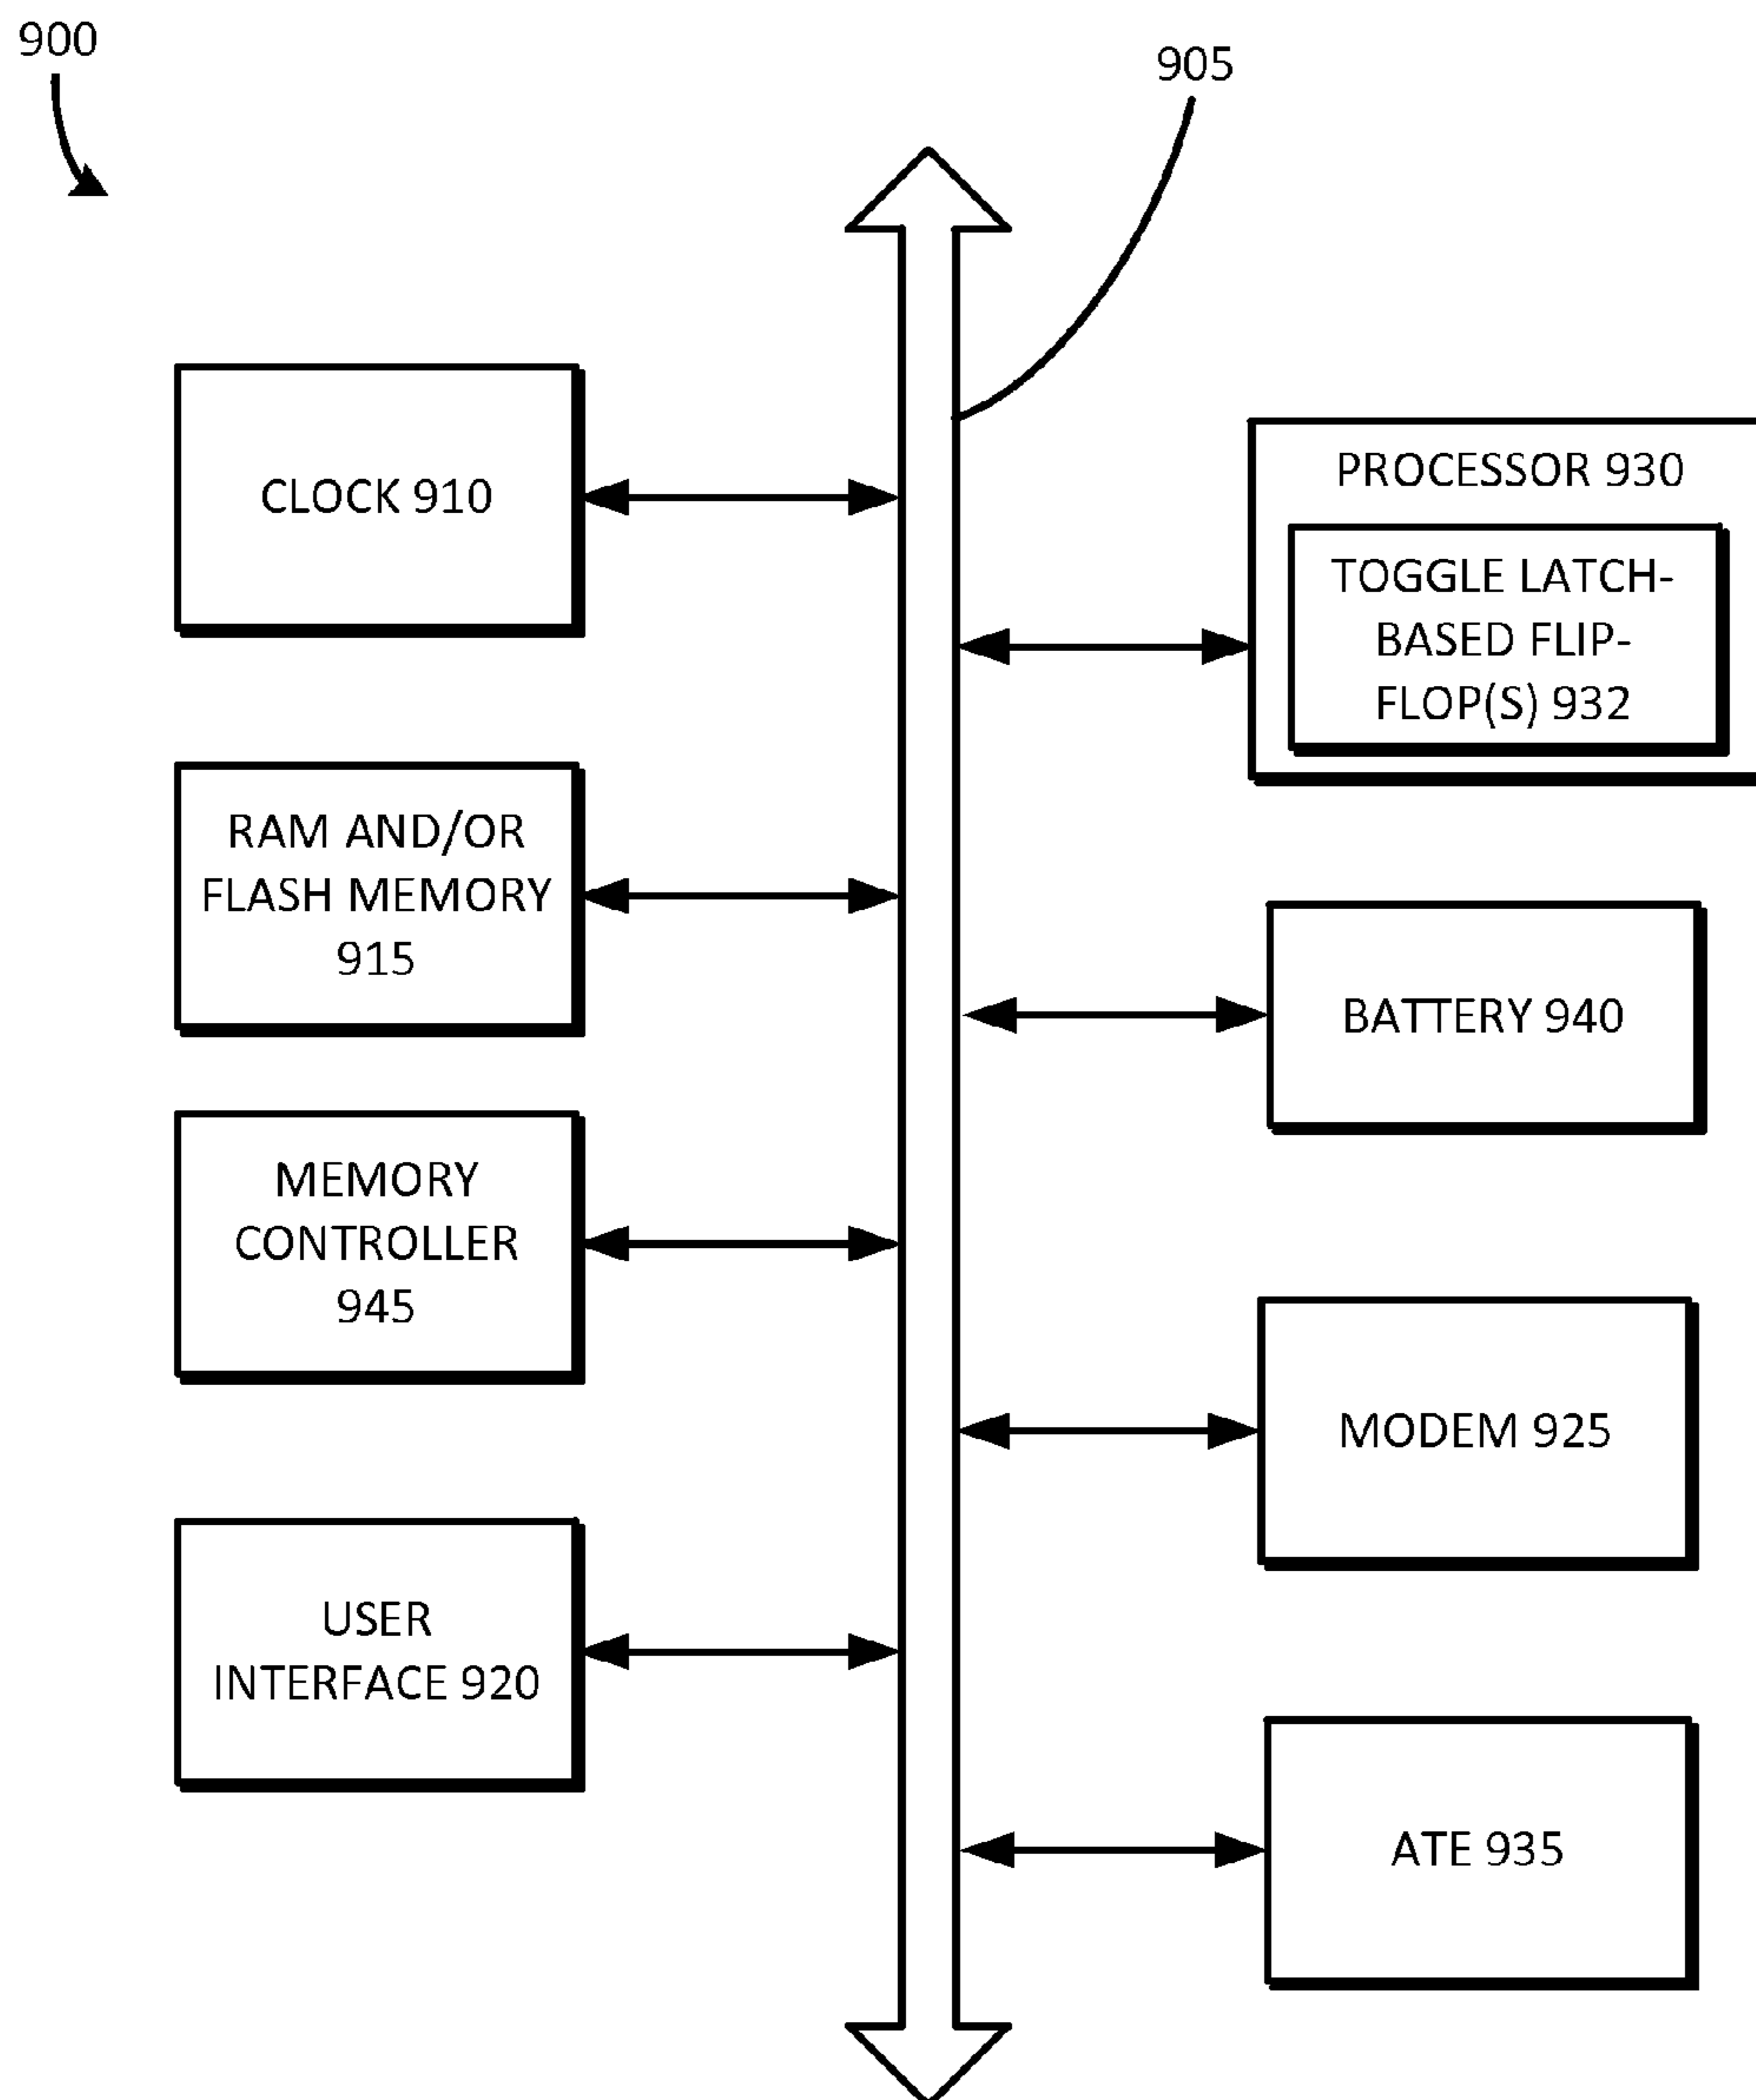 900
905
CLOCK 910
PROCESSOR 930
TOGGLE LATCH-
BASED FLIP-
FLOP(S) 932
RAM AND/OR
FLASH MEMORY
915
BATTERY 940
MEMORY
CONTROLLER
945
MODEM 925
USER
INTERFACE 920
ATE 935